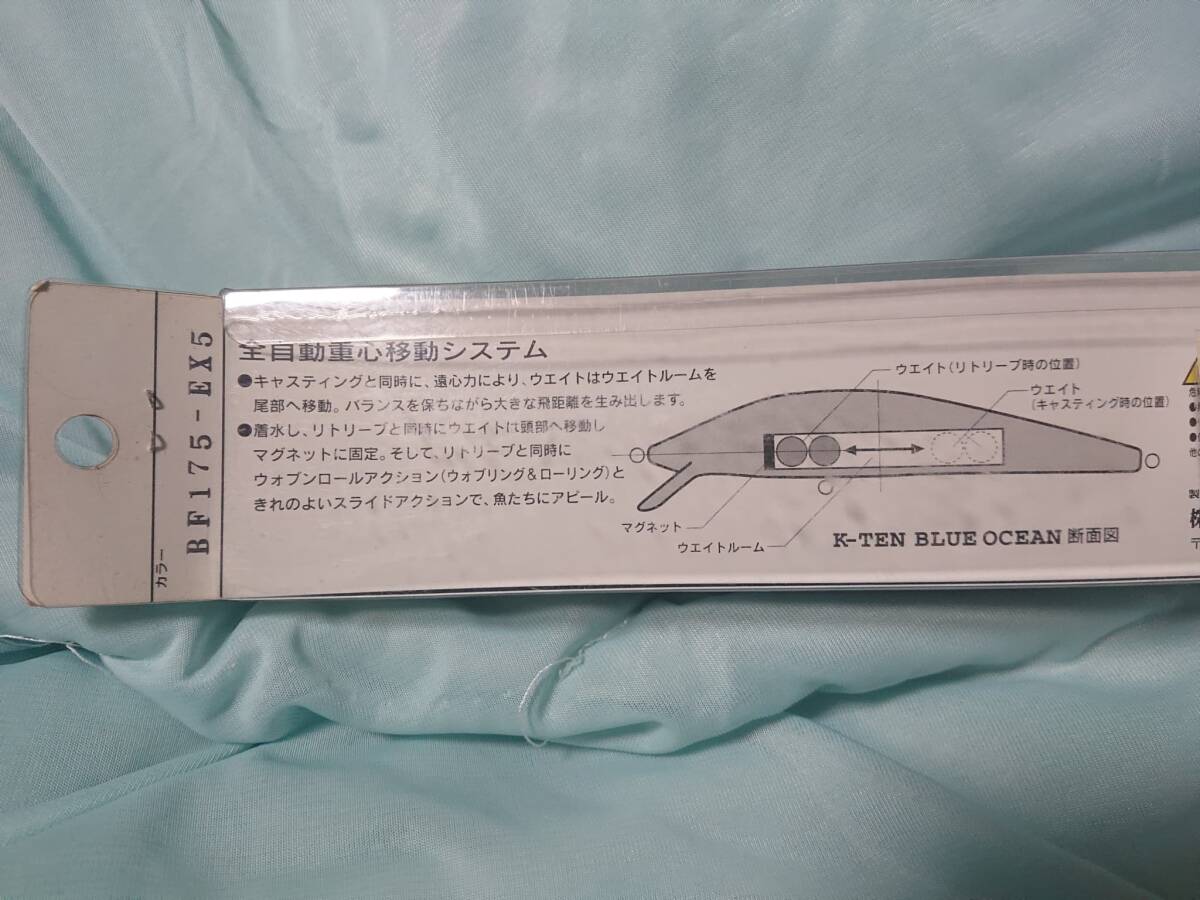 カラー
BF175-EX5
全自動重心移動システム
●キャスティングと同時に、遠心力により、ウエイトはウエイトルームを
尾部へ移動。バランスを保ちながら大きな飛距離を生み出します。
●着水し、リトリーブと同時にウエイトは頭部へ移動し
マグネットに固定。そして、リトリーブと同時に
ウォブンロールアクション(ウォブリング&ローリング)と
きれのよいスライドアクションで、魚たちにアピール。
ウエイト(リトリーブ時の位置)
ウエイト
(キャスティング時の位置)
マグネット
ウエイトルーム
K-TEN BLUE OCEAN 断面図
製
株
〒